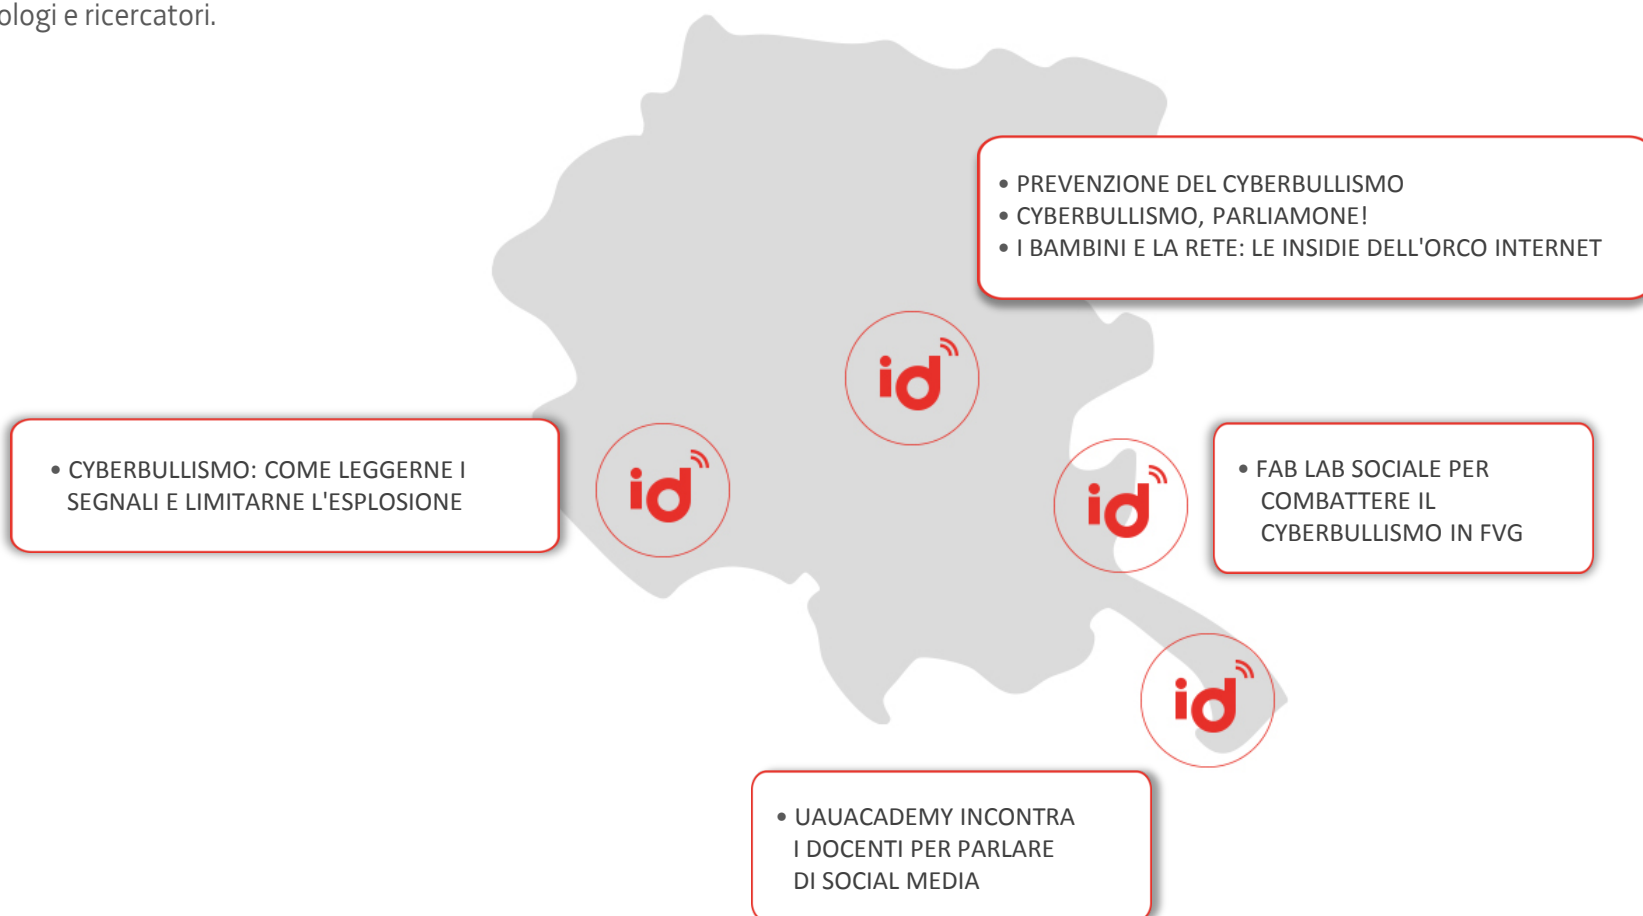 ologi e ricercatori.
• PREVENZIONE DEL CYBERBULLISMO
• CYBERBULLISMO, PARLIAMONE!
• I BAMBINI E LA RETE: LE INSIDIE DELL'ORCO INTERNET
id
id
• CYBERBULLISMO: COME LEGGERNE I
SEGNALI E LIMITARNE L'ESPLOSIONE
id
• FAB LAB SOCIALE PER
COMBATTERE IL
CYBERBULLISMO IN FVG
id
• UAUACADEMY INCONTRA
I DOCENTI PER PARLARE
DI SOCIAL MEDIA